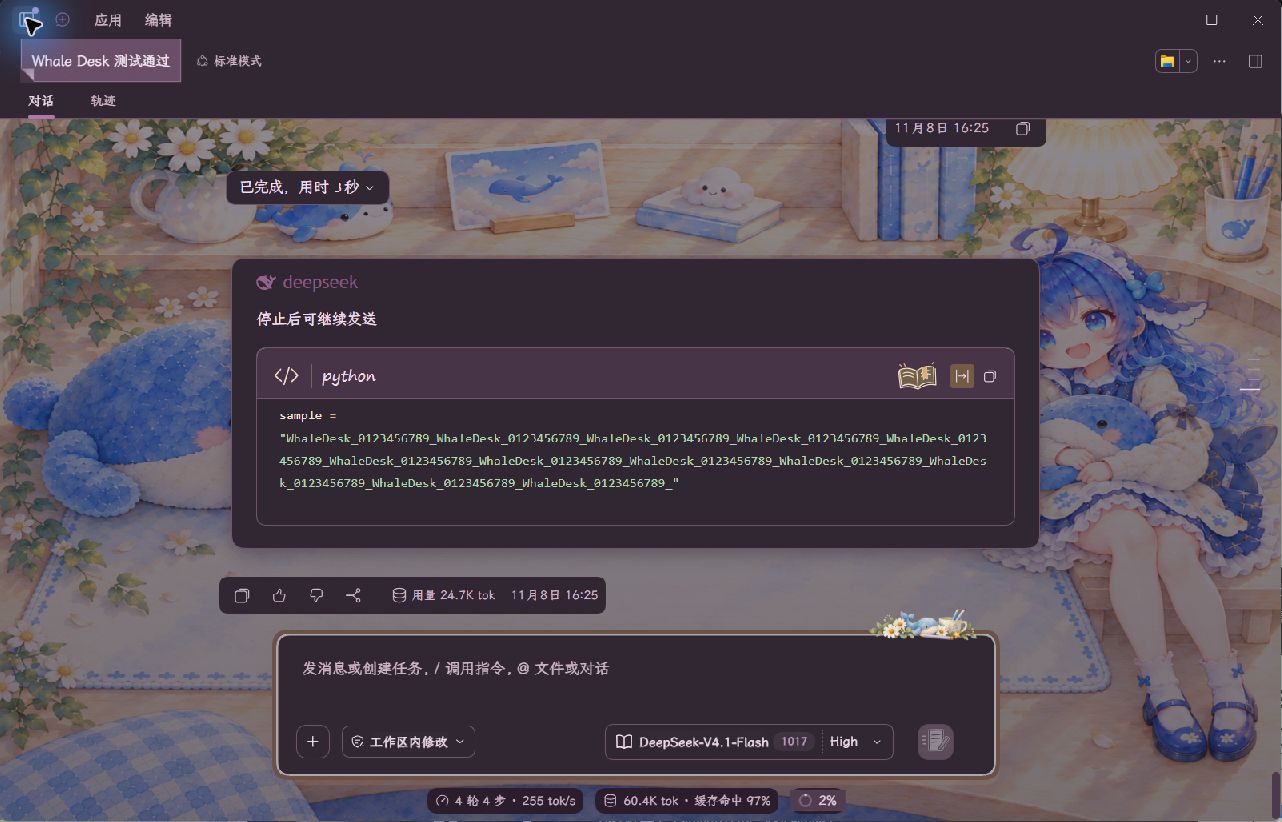 应用 编辑
Whale Desk 测试通过 标准模式
对话 轨迹
11月8日 16:25
已完成，用时 3秒
deepseek
停止后可继续发送
</> python
sample =
"WhaleDesk_0123456789_WhaleDesk_0123456789_WhaleDesk_0123456789_WhaleDesk_0123456789_WhaleDesk_0123
456789_WhaleDesk_0123456789_WhaleDesk_0123456789_WhaleDesk_0123456789_WhaleDesk_0123456789_WhaleDes
k_0123456789_WhaleDesk_0123456789_WhaleDesk_0123456789_"
用量 24.7K tok 11月8日 16:25
发消息或创建任务，/ 调用指令，@ 文件或对话
工作区内修改 DeepSeek-V4.1-Flash 1017 High
4 轮 4 步 · 255 tok/s 60.4K tok · 缓存命中 97% 2%